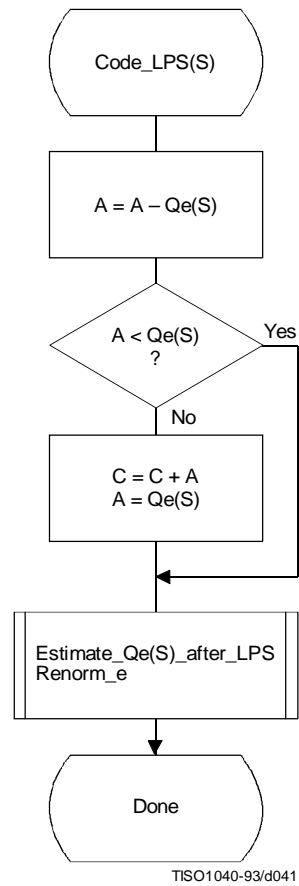 Code_LPS(S)
A = A – Qe(S)
A < Qe(S)
?
Yes
No
C = C + A
A = Qe(S)
Estimate_Qe(S)_after_LPS
Renorm_e
Done
TISO1040-93/d041